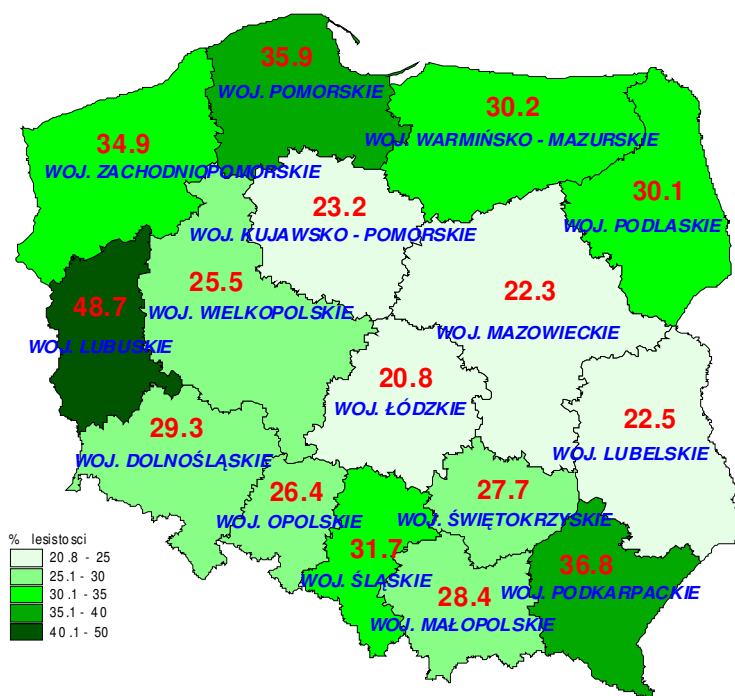 35.9
WOJ. POMORSKIE
30.2
WOJ. WARMIŃSKO - MAZURSKIE
34.9
WOJ. ZACHODNIOPOMORSKIE
30.1
WOJ. PODLASKIE
23.2
WOJ. KUJAWSKO - POMORSKIE
25.5
WOJ. WIELKOPOLSKIE
22.3
WOJ. MAZOWIECKIE
48.7
WOJ. LUBUSKIE
20.8
WOJ. ŁÓDZKIE
22.5
WOJ. LUBELSKIE
29.3
WOJ. DOLNOŚLĄSKIE
26.4
WOJ. OPOLSKIE
27.7
WOJ. ŚWIĘTOKRZYSKIE
31.7
WOJ. ŚLĄSKIE
36.8
WOJ. PODKARPACKIE
28.4
WOJ. MAŁOPOLSKIE
% lesistosci
20.8 - 25
25.1 - 30
30.1 - 35
35.1 - 40
40.1 - 50